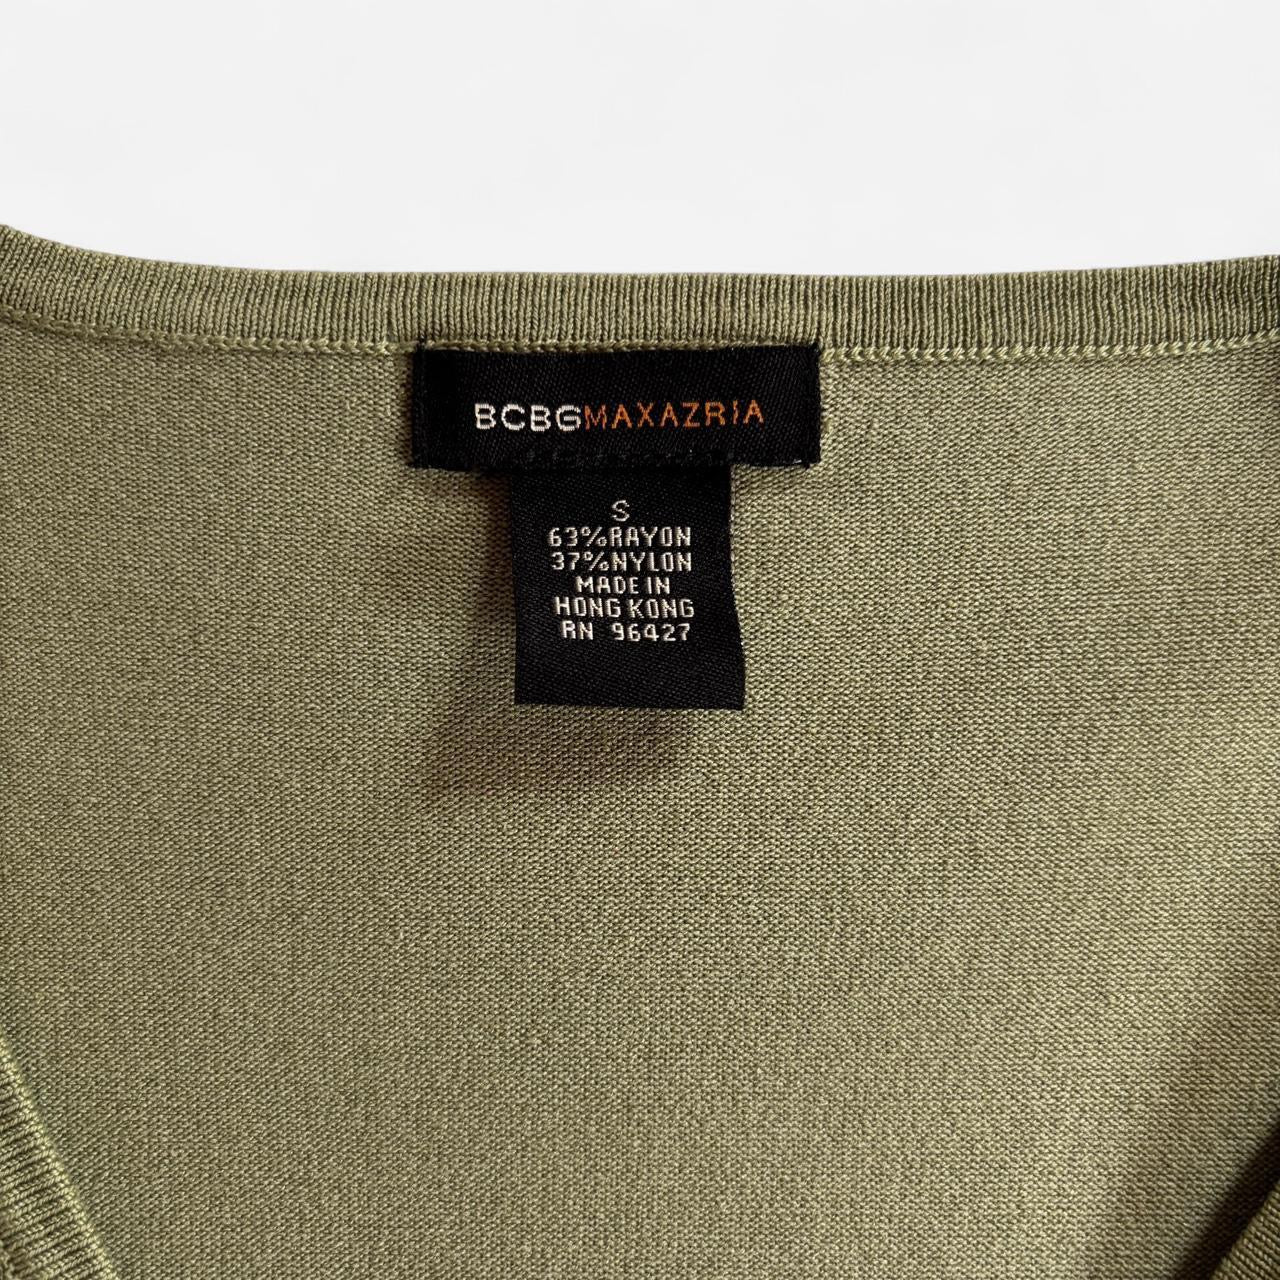 BCBGMAXAZRIA
S
63%RAYON
37%NYLON
MADE IN
HONG KONG
RN 96427